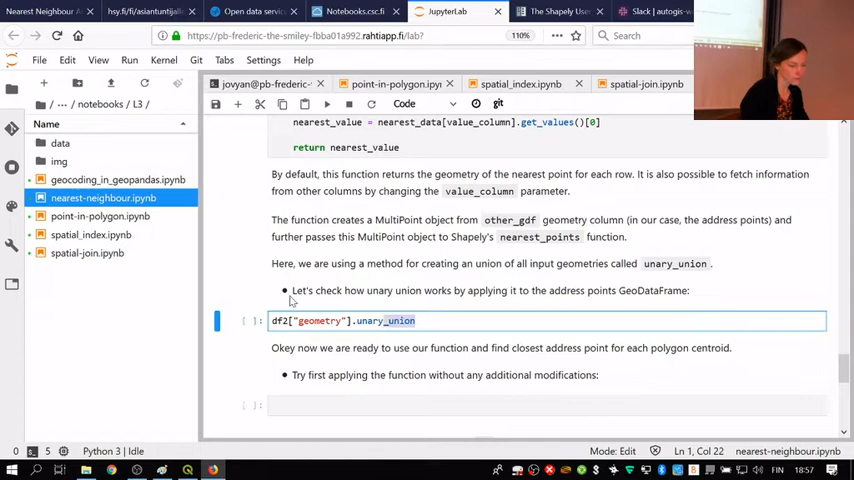 Nearest Neighbour Ana
hsy.fi/fi/asiantuntijalle
Open data servi
Notebooks.csc.fi
JupyterLab
The Shapely Use
Slack | autogis-w
https://pb-frederic-the-smiley-fbba01a992.rahtiapp.fi/lab?
110%
Search
File Edit View Run Kernel Git Tabs Settings Help
jovyan@pb-frederic-
point-in-polygon.ipyn
spatial_index.ipynb
spatial-join.ipynb
Code
git
/ ... / notebooks / L3 /
Name
data
img
geocoding_in_geopandas.ipynb
nearest-neighbour.ipynb
point-in-polygon.ipynb
spatial_index.ipynb
spatial-join.ipynb
nearest_value = nearest_data[value_column].get_values()[0]
return nearest_value
By default, this function returns the geometry of the nearest point for each row. It is also possible to fetch information
from other columns by changing the value_column parameter.
The function creates a MultiPoint object from other_gdf geometry column (in our case, the address points) and
further passes this MultiPoint object to Shapely's nearest_points function.
Here, we are using a method for creating an union of all input geometries called unary_union .
• Let's check how unary union works by applying it to the address points GeoDataFrame:
[ ]: df2["geometry"].unary_union
Okey now we are ready to use our function and find closest address point for each polygon centroid.
• Try first applying the function without any additional modifications:
[ ]:
0 5 Python 3 | Idle
Mode: Edit
Ln 1, Col 22
nearest-neighbour.ipynb
FIN
18:57